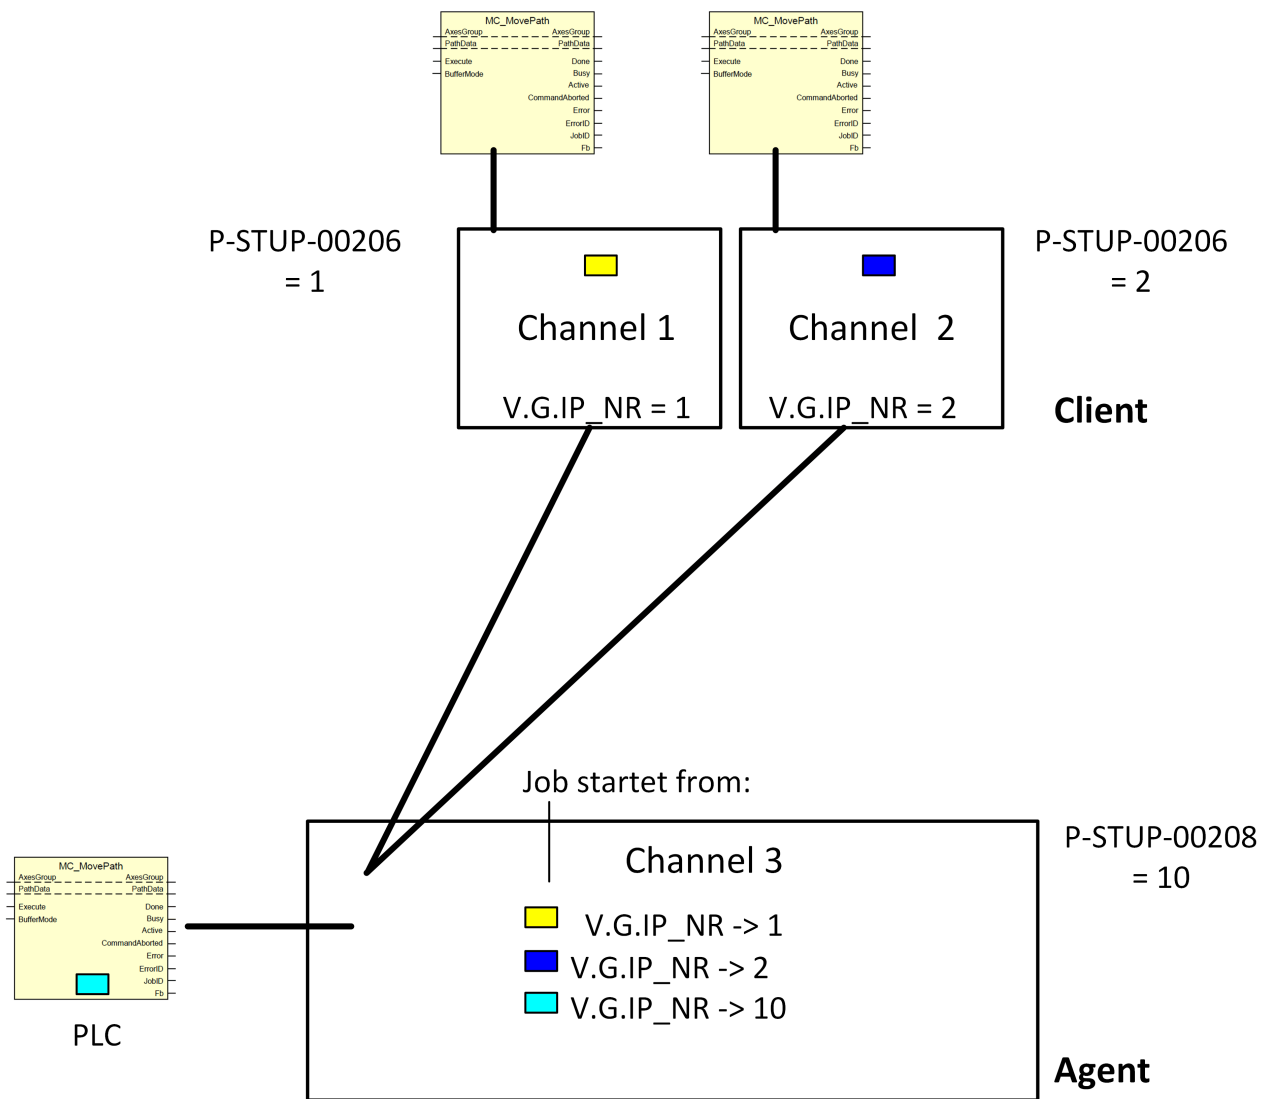 MC_MovePath
AxesGroup AxesGroup
PathData PathData
Execute Done
BufferMode Busy
Active
CommandAborted
Error
ErrorID
JobID
Fb
MC_MovePath
AxesGroup AxesGroup
PathData PathData
Execute Done
BufferMode Busy
Active
CommandAborted
Error
ErrorID
JobID
Fb
P-STUP-00206
= 1
Channel 1
V.G.IP_NR = 1
Channel 2
V.G.IP_NR = 2
P-STUP-00206
= 2
Client
Job startet from:
Channel 3
V.G.IP_NR -> 1
V.G.IP_NR -> 2
V.G.IP_NR -> 10
P-STUP-00208
= 10
Agent
MC_MovePath
AxesGroup AxesGroup
PathData PathData
Execute Done
BufferMode Busy
Active
CommandAborted
Error
ErrorID
JobID
Fb
PLC